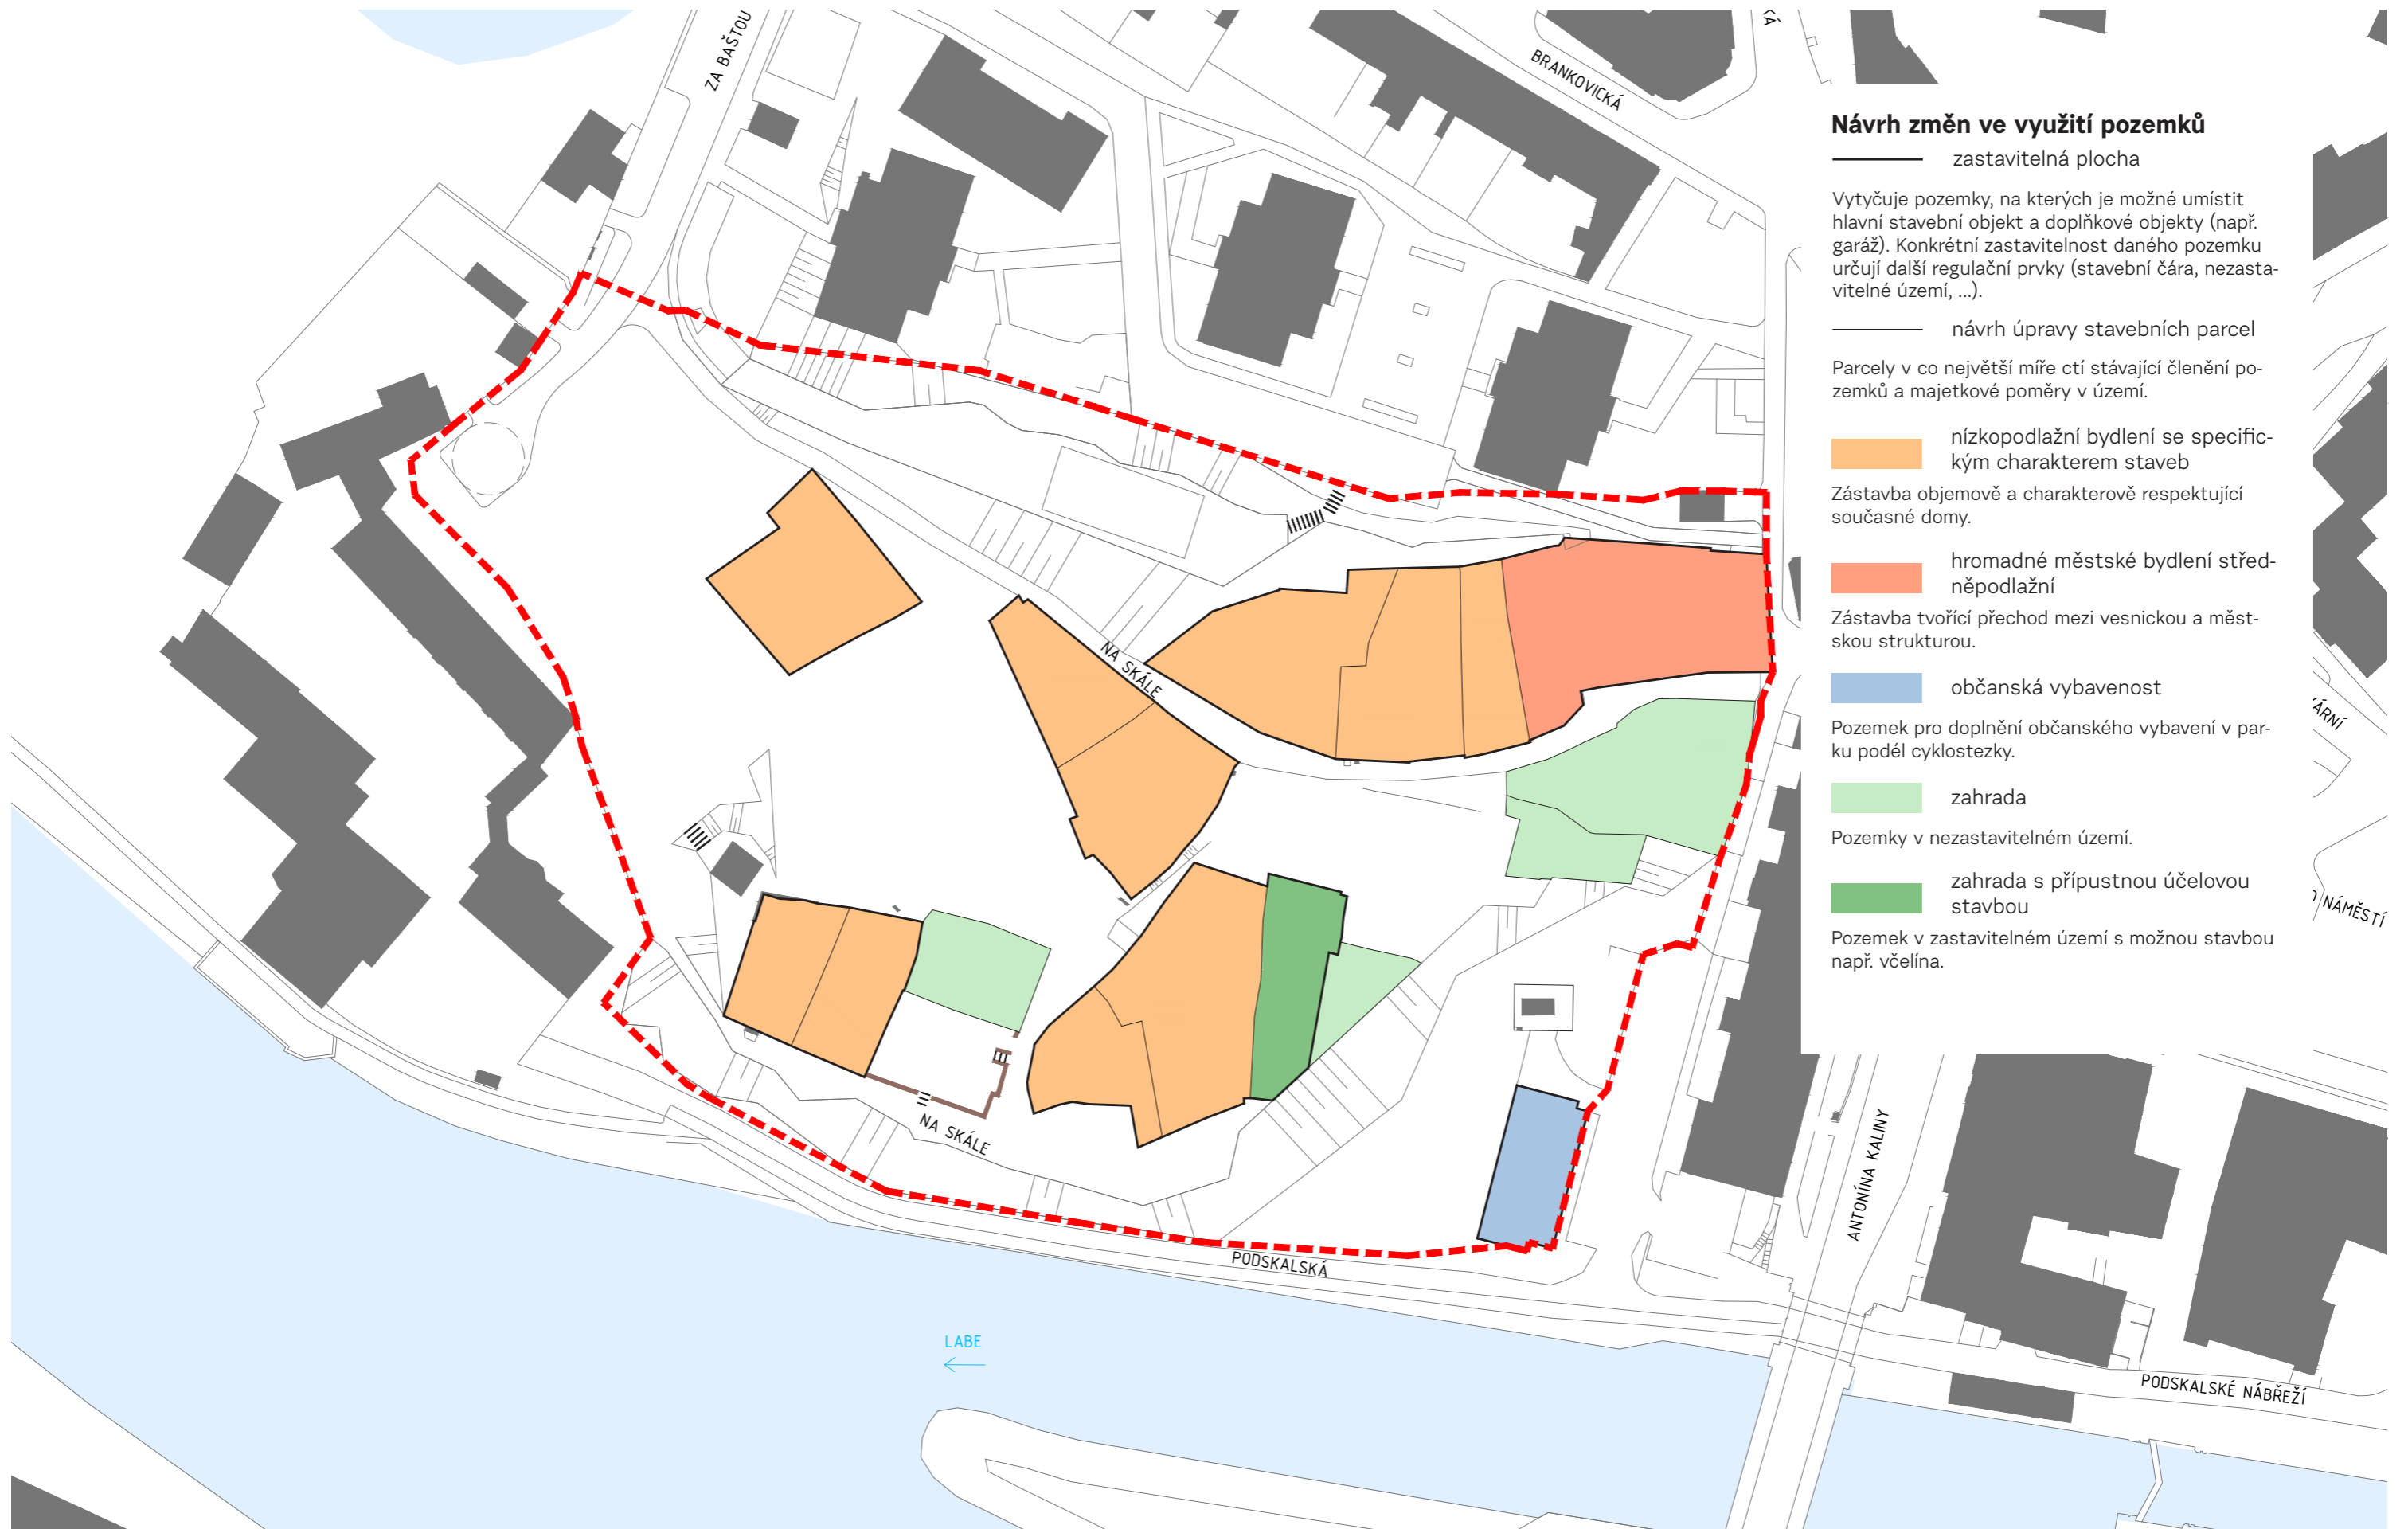 ZA BAŠTOU
BRANKOVICKÁ
KÁ
Návrh změn ve využití pozemků
zastavitelná plocha
Vytyčuje pozemky, na kterých je možné umístit
hlavní stavební objekt a doplňkové objekty (např.
garáž). Konkrétní zastavitelnost daného pozemku
určují další regulační prvky (stavební čára, nezasta-
vitelné území, ...).
návrh úpravy stavebních parcel
Parcely v co největší míře ctí stávající členění po-
zemků a majetkové poměry v území.
nízkopodlažní bydlení se specific-
kým charakterem staveb
Zástavba objemově a charakterově respektující
současné domy.
hromadné městské bydlení střed-
něpodlažní
Zástavba tvořící přechod mezi vesnickou a měst-
skou strukturou.
občanská vybavenost
Pozemek pro doplnění občanského vybavení v par-
ku podél cyklostezky.
zahrada
Pozemky v nezastavitelném území.
zahrada s přípustnou účelovou
stavbou
Pozemek v zastavitelném území s možnou stavbou
např. včelína.
NA SKÁLE
ÁRNÍ
NÁMĚSTÍ
NA SKÁLE
ANTONÍNA KALINY
PODSKALSKÁ
LABE
PODSKALSKÉ NÁBŘEŽÍ